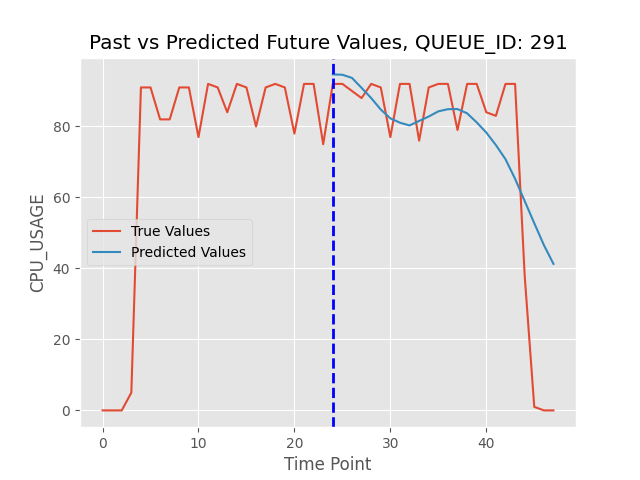 Past vs Predicted Future Values, QUEUE_ID: 291
CPU_USAGE
80
60
40
20
0
True Values
Predicted Values
0 10 20 30 40
Time Point